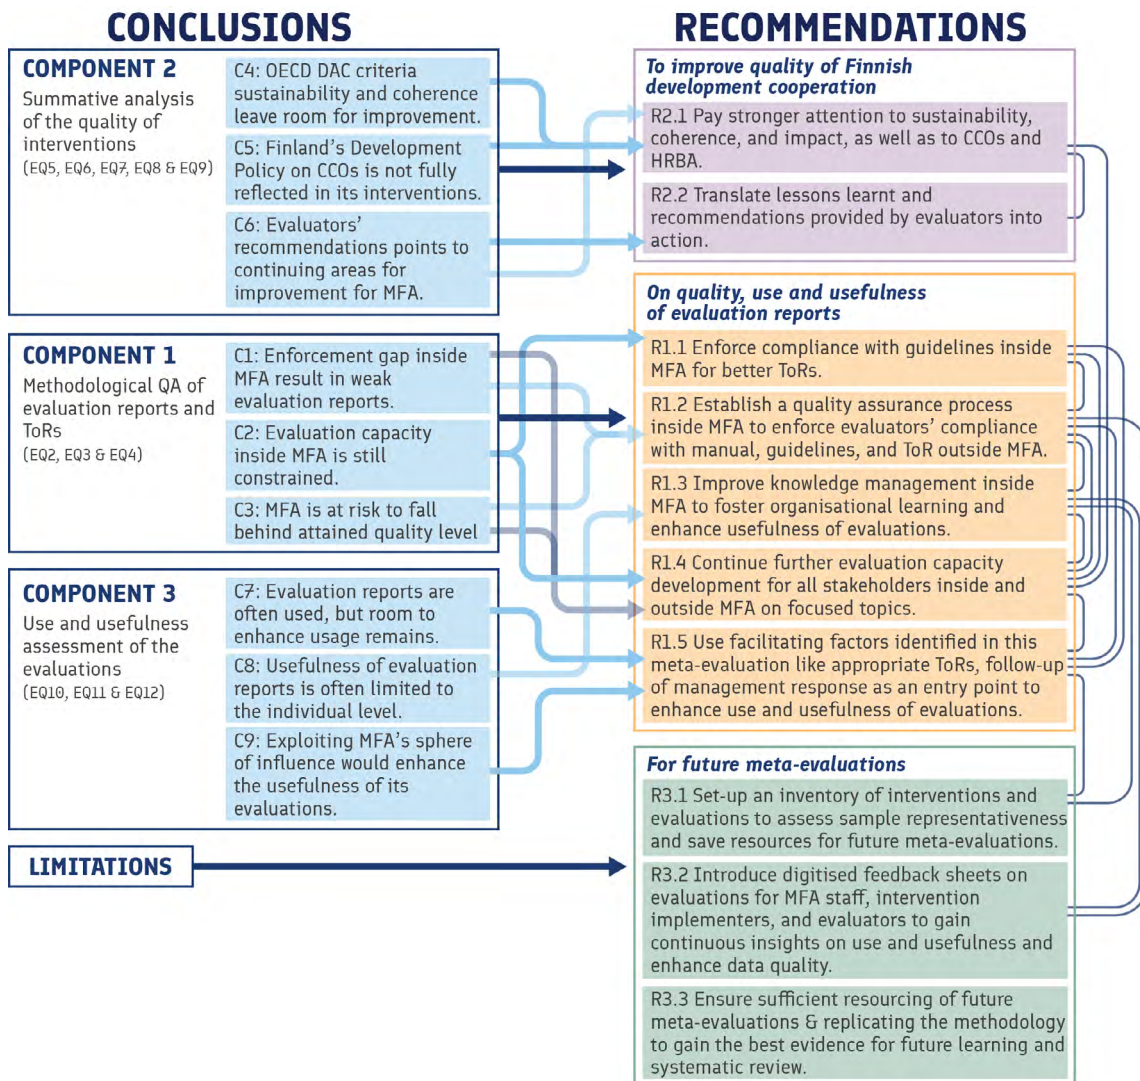 CONCLUSIONS
COMPONENT 2
Summative analysis
of the quality of
interventions
(EQ5, EQ6, EQ7, EQ8 & EQ9)
C4: OECD DAC criteria
sustainability and coherence
leave room for improvement.
C5: Finland's Development
Policy on CCOs is not fully
reflected in its interventions.
C6: Evaluators'
recommendations points to
continuing areas for
improvement for MFA.
COMPONENT 1
Methodological QA of
evaluation reports and
ToRs
(EQ2, EQ3 & EQ4)
C1: Enforcement gap inside
MFA result in weak
evaluation reports.
C2: Evaluation capacity
inside MFA is still
constrained.
C3: MFA is at risk to fall
behind attained quality level
COMPONENT 3
Use and usefulness
assessment of the
evaluations
(EQ10, EQ11 & EQ12)
C7: Evaluation reports are
often used, but room to
enhance usage remains.
C8: Usefulness of evaluation
reports is often limited to
the individual level.
C9: Exploiting MFA's sphere
of influence would enhance
the usefulness of its
evaluations.
LIMITATIONS
RECOMMENDATIONS
To improve quality of Finnish
development cooperation
R2.1 Pay stronger attention to sustainability,
coherence, and impact, as well as to CCOs and
HRBA.
R2.2 Translate lessons learnt and
recommendations provided by evaluators into
action.
On quality, use and usefulness
of evaluation reports
R1.1 Enforce compliance with guidelines inside
MFA for better ToRs.
R1.2 Establish a quality assurance process
inside MFA to enforce evaluators' compliance
with manual, guidelines, and ToR outside MFA.
R1.3 Improve knowledge management inside
MFA to foster organisational learning and
enhance usefulness of evaluations.
R1.4 Continue further evaluation capacity
development for all stakeholders inside and
outside MFA on focused topics.
R1.5 Use facilitating factors identified in this
meta-evaluation like appropriate ToRs, follow-up
of management response as an entry point to
enhance use and usefulness of evaluations.
For future meta-evaluations
R3.1 Set-up an inventory of interventions and
evaluations to assess sample representativeness
and save resources for future meta-evaluations.
R3.2 Introduce digitised feedback sheets on
evaluations for MFA staff, intervention
implementers, and evaluators to gain
continuous insights on use and usefulness and
enhance data quality.
R3.3 Ensure sufficient resourcing of future
meta-evaluations & replicating the methodology
to gain the best evidence for future learning and
systematic review.